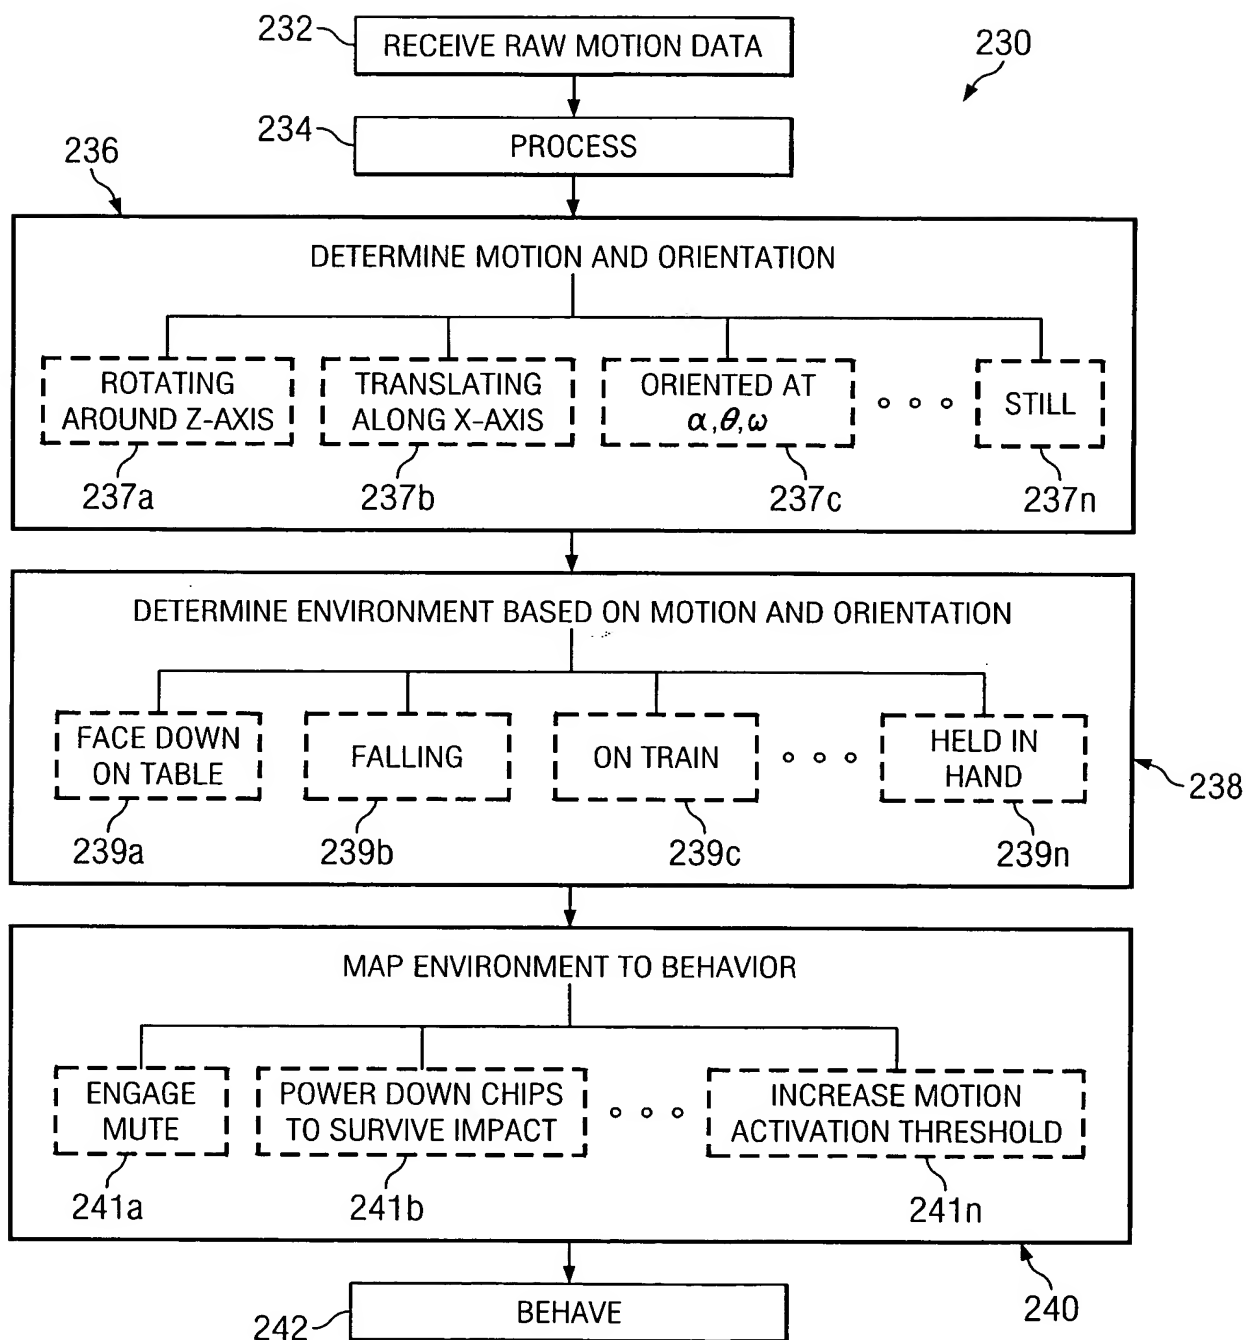 232
RECEIVE RAW MOTION DATA
230
234
PROCESS
236
DETERMINE MOTION AND ORIENTATION
ROTATING
AROUND Z-AXIS
TRANSLATING
ALONG X-AXIS
ORIENTED AT
α,θ,ω
STILL
237a
237b
237c
237n
DETERMINE ENVIRONMENT BASED ON MOTION AND ORIENTATION
FACE DOWN
ON TABLE
FALLING
ON TRAIN
HELD IN
HAND
238
239a
239b
239c
239n
MAP ENVIRONMENT TO BEHAVIOR
ENGAGE
MUTE
POWER DOWN CHIPS
TO SURVIVE IMPACT
INCREASE MOTION
ACTIVATION THRESHOLD
241a
241b
241n
240
242
BEHAVE